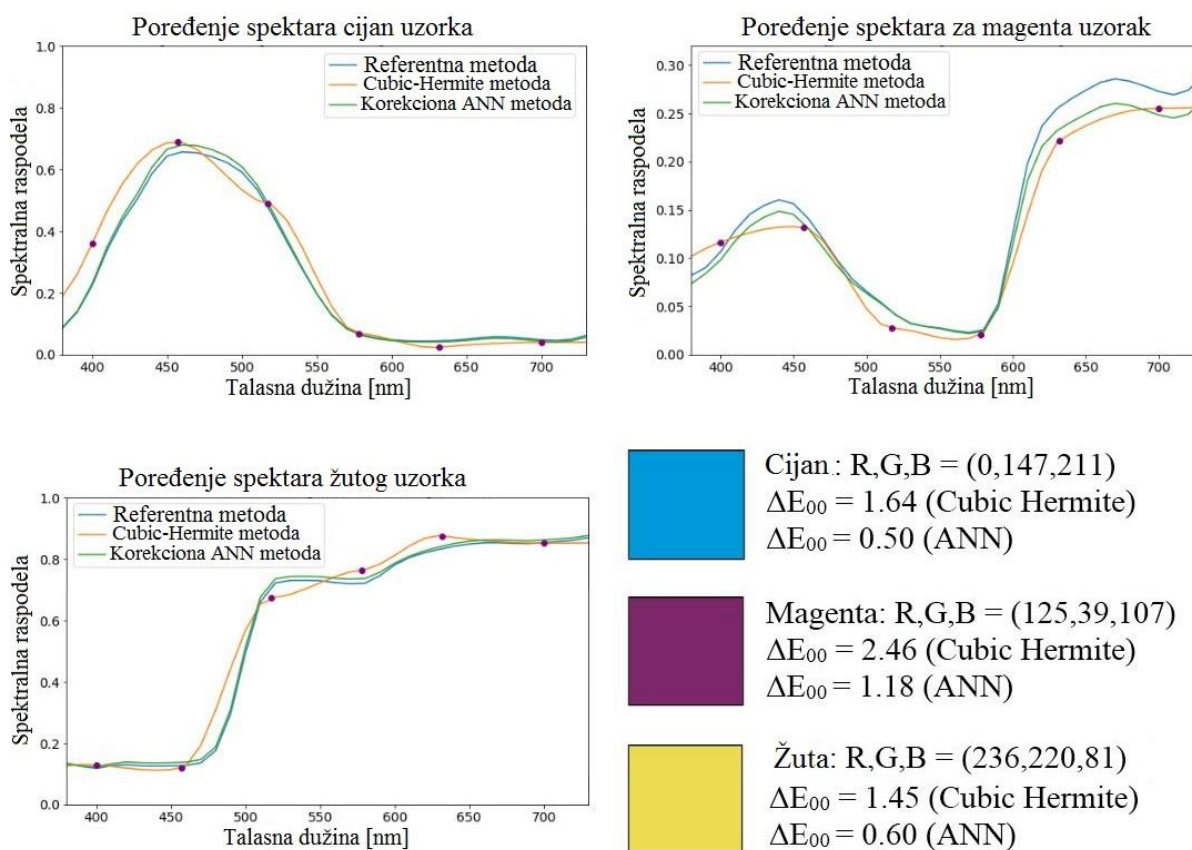 Poređenje spektara cijan uzorka
Referentna metoda
Cubic-Hermite metoda
Korekciona ANN metoda
Spektralna raspodela
1.0
0.8
0.6
0.4
0.2
0.0
400 450 500 550 600 650 700
Talasna dužina [nm]
Poređenje spektara za magenta uzorak
Referentna metoda
Cubic-Hermite metoda
Korekciona ANN metoda
Spektralna raspodela
0.30
0.25
0.20
0.15
0.10
0.05
0.00
400 450 500 550 600 650 700
Talasna dužina [nm]
Poređenje spektara žutog uzorka
Referentna metoda
Cubic-Hermite metoda
Korekciona ANN metoda
Spektralna raspodela
1.0
0.8
0.6
0.4
0.2
0.0
400 450 500 550 600 650 700
Talasna dužina [nm]
Cijan : R,G,B = (0,147,211)
ΔE₀₀ = 1.64 (Cubic Hermite)
ΔE₀₀ = 0.50 (ANN)
Magenta: R,G,B = (125,39,107)
ΔE₀₀ = 2.46 (Cubic Hermite)
ΔE₀₀ = 1.18 (ANN)
Žuta: R,G,B = (236,220,81)
ΔE₀₀ = 1.45 (Cubic Hermite)
ΔE₀₀ = 0.60 (ANN)